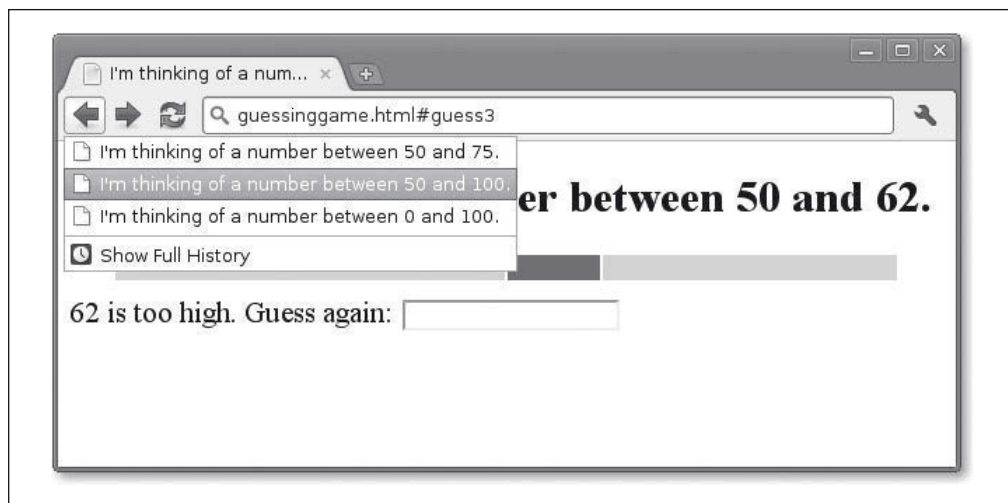 I'm thinking of a num...
guessinggame.html#guess3
I'm thinking of a number between 50 and 75.
I'm thinking of a number between 50 and 100.
I'm thinking of a number between 0 and 100.
Show Full History
er between 50 and 62.
62 is too high. Guess again: